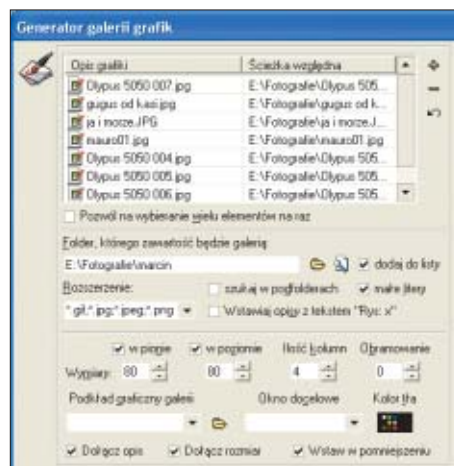 Generator galerii grafik
Opis grafiki Ścieżka względna
Olypus 5050 007.jpg E:\Fotografie\Olypus 505...
gugus od kasi.jpg E:\Fotografie\gugus od k...
ja i morze.JPG E:\Fotografie\ja i morze.J...
mauro01.jpg E:\Fotografie\mauro01.jpg
Olypus 5050 004.jpg E:\Fotografie\Olypus 505...
Olypus 5050 005.jpg E:\Fotografie\Olypus 505...
Olypus 5050 006.jpg E:\Fotografie\Olypus 505...
Pozwól na wybieranie wielu elementów na raz
Folder, którego zawartość będzie galerią:
E:\Fotografie\marcin dodaj do listy
Rozszerzenie: szukaj w podfolderach małe litery
*.gif;*.jpg;*.jpeg;*.png Wstawiaj opisy z tekstem "Rys: x"
w pionie w poziomie Ilość kolumn Obramowanie
Wymiary: 80 80 4 0
Podkład graficzny galerii Okno docelowe Kolor tła
Dołącz opis Dołącz rozmiar Wstaw w pomniejszeniu